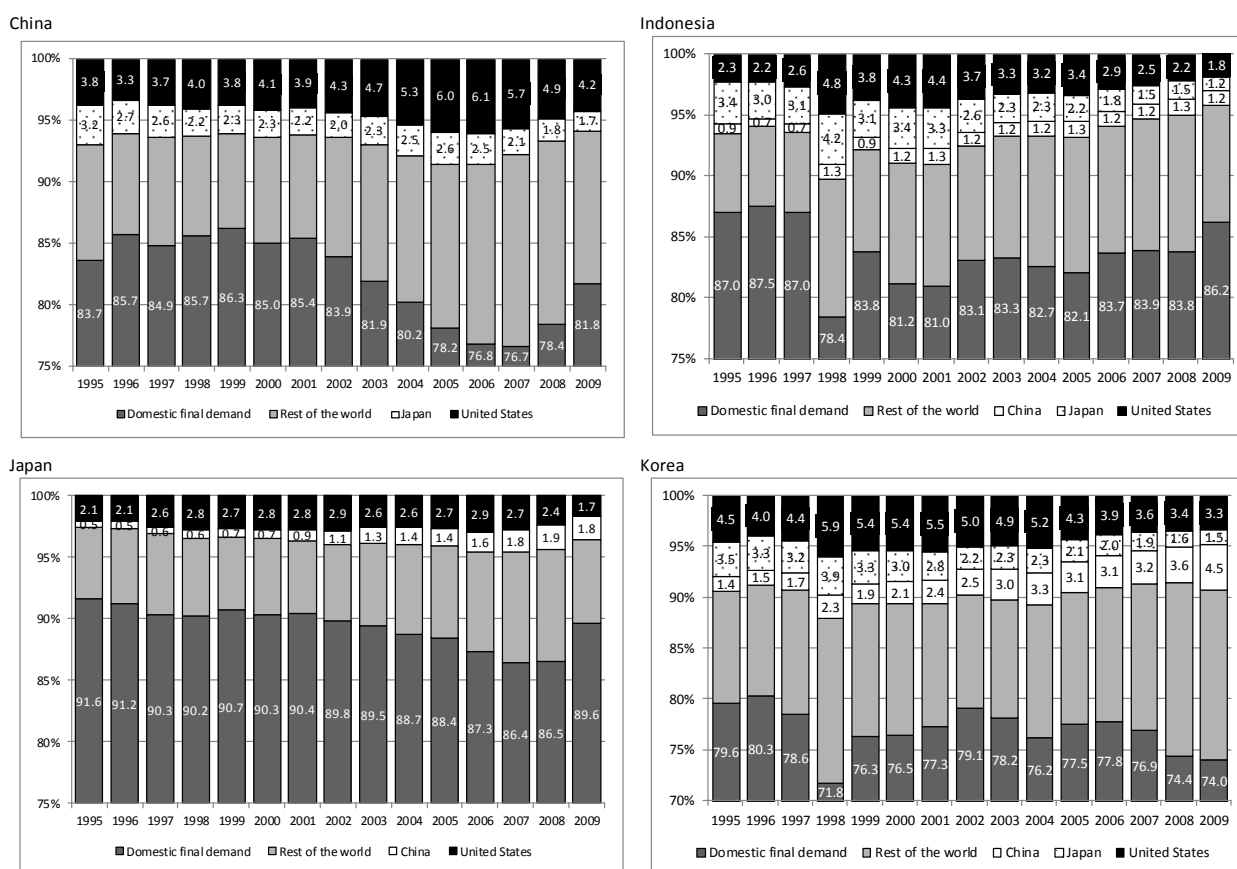 China
100%
95%
90%
85%
80%
75%
3.8 3.3 3.7 4.0 3.8 4.1 3.9 4.3 4.7 5.3 6.0 6.1 5.7 4.9 4.2
3.2 2.7 2.6 2.2 2.3 2.3 2.2 2.0 2.3 2.5 2.6 2.5 2.1 1.8 1.7
83.7 85.7 84.9 85.7 86.3 85.0 85.4 83.9 81.9 80.2 78.2 76.8 76.7 78.4 81.8
1995 1996 1997 1998 1999 2000 2001 2002 2003 2004 2005 2006 2007 2008 2009
Domestic final demand Rest of the world Japan United States
Indonesia
100%
95%
90%
85%
80%
75%
2.3 2.2 2.6 4.8 3.8 4.3 4.4 3.7 3.3 3.2 3.4 2.9 2.5 2.2 1.8
3.4 3.0 3.1 4.2 3.1 3.4 3.3 2.6 2.3 2.3 2.2 1.8 1.5 1.5 1.2
0.9 0.7 0.7 1.3 0.9 1.2 1.3 1.2 1.2 1.2 1.3 1.2 1.2 1.3 1.2
87.0 87.5 87.0 78.4 83.8 81.2 81.0 83.1 83.3 82.7 82.1 83.7 83.9 83.8 86.2
1995 1996 1997 1998 1999 2000 2001 2002 2003 2004 2005 2006 2007 2008 2009
Domestic final demand Rest of the world China Japan United States
Japan
100%
95%
90%
85%
80%
75%
2.1 2.1 2.6 2.8 2.7 2.8 2.8 2.9 2.6 2.6 2.7 2.9 2.7 2.4 1.7
0.5 0.5 0.6 0.6 0.7 0.7 0.9 1.1 1.3 1.4 1.4 1.6 1.8 1.9 1.8
91.6 91.2 90.3 90.2 90.7 90.3 90.4 89.8 89.5 88.7 88.4 87.3 86.4 86.5 89.6
1995 1996 1997 1998 1999 2000 2001 2002 2003 2004 2005 2006 2007 2008 2009
Domestic final demand Rest of the world China United States
Korea
100%
95%
90%
85%
80%
75%
70%
4.5 4.0 4.4 5.9 5.4 5.4 5.5 5.0 4.9 5.2 4.3 3.9 3.6 3.4 3.3
3.5 3.3 3.2 3.9 3.3 3.0 2.8 2.2 2.3 2.3 2.1 2.0 1.9 1.6 1.5
1.4 1.5 1.7 2.3 1.9 2.1 2.4 2.5 3.0 3.3 3.1 3.1 3.2 3.6 4.5
79.6 80.3 78.6 71.8 76.3 76.5 77.3 79.1 78.2 76.2 77.5 77.8 76.9 74.4 74.0
1995 1996 1997 1998 1999 2000 2001 2002 2003 2004 2005 2006 2007 2008 2009
Domestic final demand Rest of the world China Japan United States